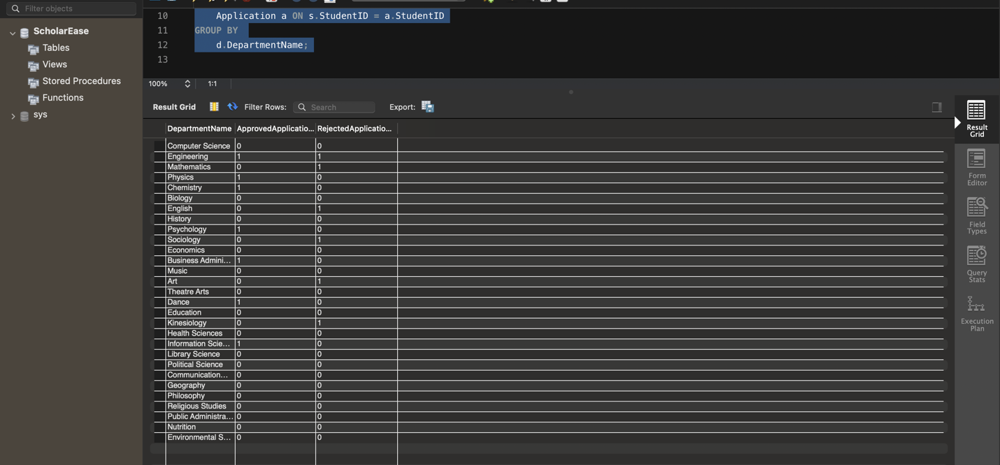 Filter objects
ScholarEase
Tables
Views
Stored Procedures
Functions
sys
10 Application a ON s.StudentID = a.StudentID
11 GROUP BY
12 d.DepartmentName;
13
100% 1:1
Result Grid Filter Rows: Search Export:
DepartmentName ApprovedApplicatio... RejectedApplicatio...
Computer Science 0 0
Engineering 1 1
Mathematics 0 1
Physics 1 0
Chemistry 1 0
Biology 0 0
English 0 1
History 0 0
Psychology 1 0
Sociology 0 1
Economics 0 0
Business Admini... 1 0
Music 0 0
Art 0 1
Theatre Arts 0 0
Dance 1 0
Education 0 0
Kinesiology 0 1
Health Sciences 0 0
Information Scie... 1 0
Library Science 0 0
Political Science 0 0
Communication... 0 0
Geography 0 0
Philosophy 0 0
Religious Studies 0 0
Public Administra... 0 0
Nutrition 0 0
Environmental S... 0 0
Result
Grid
Form
Editor
Field
Types
Query
Stats
Execution
Plan